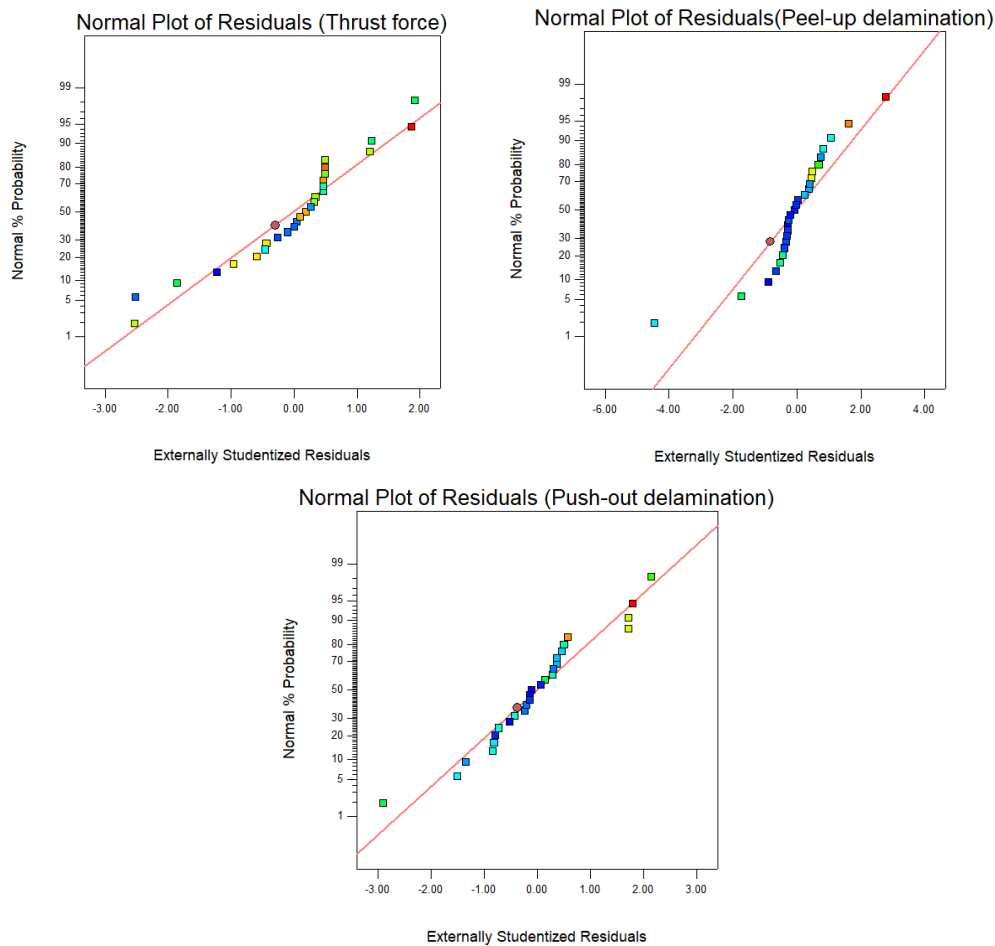 Normal Plot of Residuals (Thrust force)
Normal % Probability
99
95
90
80
70
50
30
20
10
5
1
-3.00 -2.00 -1.00 0.00 1.00 2.00
Externally Studentized Residuals
Normal Plot of Residuals(Peel-up delamination)
Normal % Probability
99
95
90
80
70
50
30
20
10
5
1
-6.00 -4.00 -2.00 0.00 2.00 4.00
Externally Studentized Residuals
Normal Plot of Residuals (Push-out delamination)
Normal % Probability
99
95
90
80
70
50
30
20
10
5
1
-3.00 -2.00 -1.00 0.00 1.00 2.00 3.00
Externally Studentized Residuals